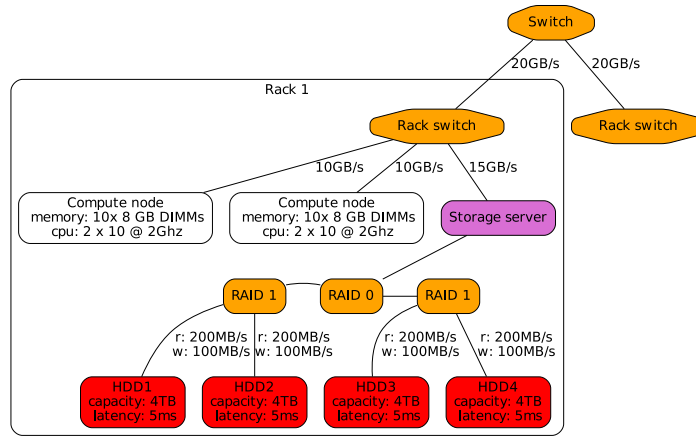 Switch
20GB/s
20GB/s
Rack 1
Rack switch
Rack switch
10GB/s
10GB/s
15GB/s
Compute node
memory: 10x 8 GB DIMMs
cpu: 2 x 10 @ 2Ghz
Compute node
memory: 10x 8 GB DIMMs
cpu: 2 x 10 @ 2Ghz
Storage server
RAID 1
RAID 0
RAID 1
r: 200MB/s
w: 100MB/s
r: 200MB/s
w: 100MB/s
r: 200MB/s
w: 100MB/s
r: 200MB/s
w: 100MB/s
HDD1
capacity: 4TB
latency: 5ms
HDD2
capacity: 4TB
latency: 5ms
HDD3
capacity: 4TB
latency: 5ms
HDD4
capacity: 4TB
latency: 5ms